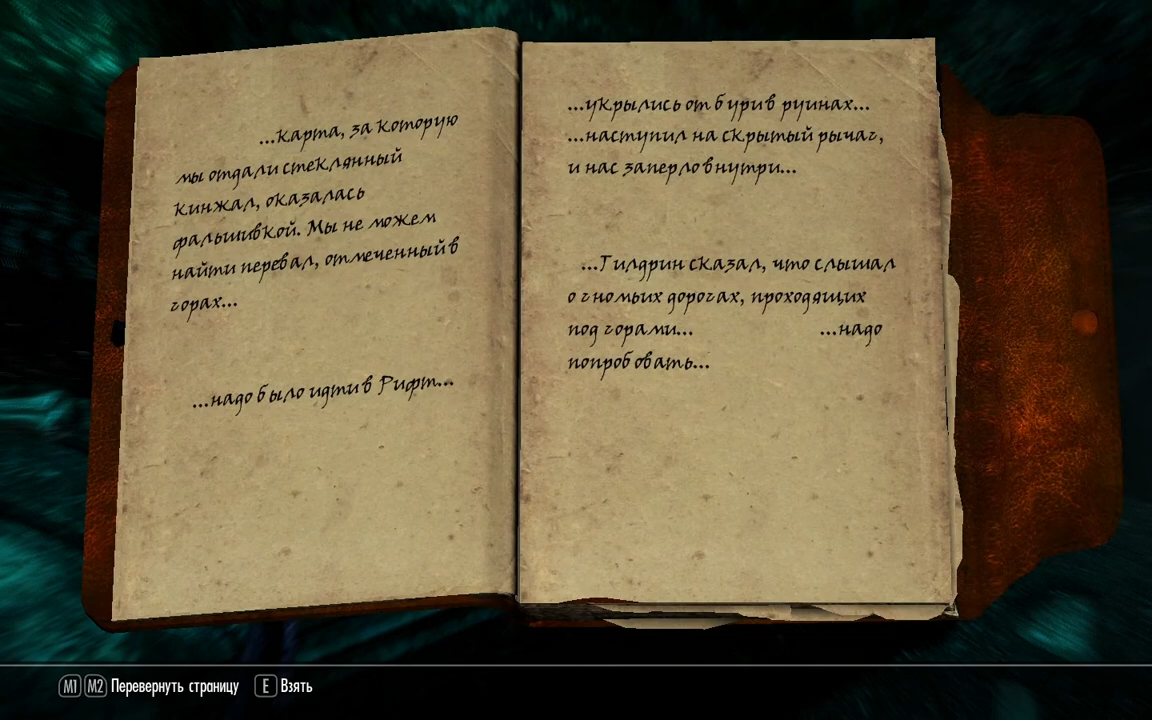 ...карта, за которую
мы отдали стеклянный
кинжал, оказалась
фальшивкой. Мы не можем
найти перевал, отмеченный в
горах...
...надо было идти в Рифт...
...укрылись от бури в руинах...
...наступил на скрытый рычаг,
и нас заперло внутри...
...Гилдрин сказал, что слышал
о гномьих дорогах, проходящих
под горами... ...надо
попробовать...
M1 M2 Перевернуть страницу E Взять